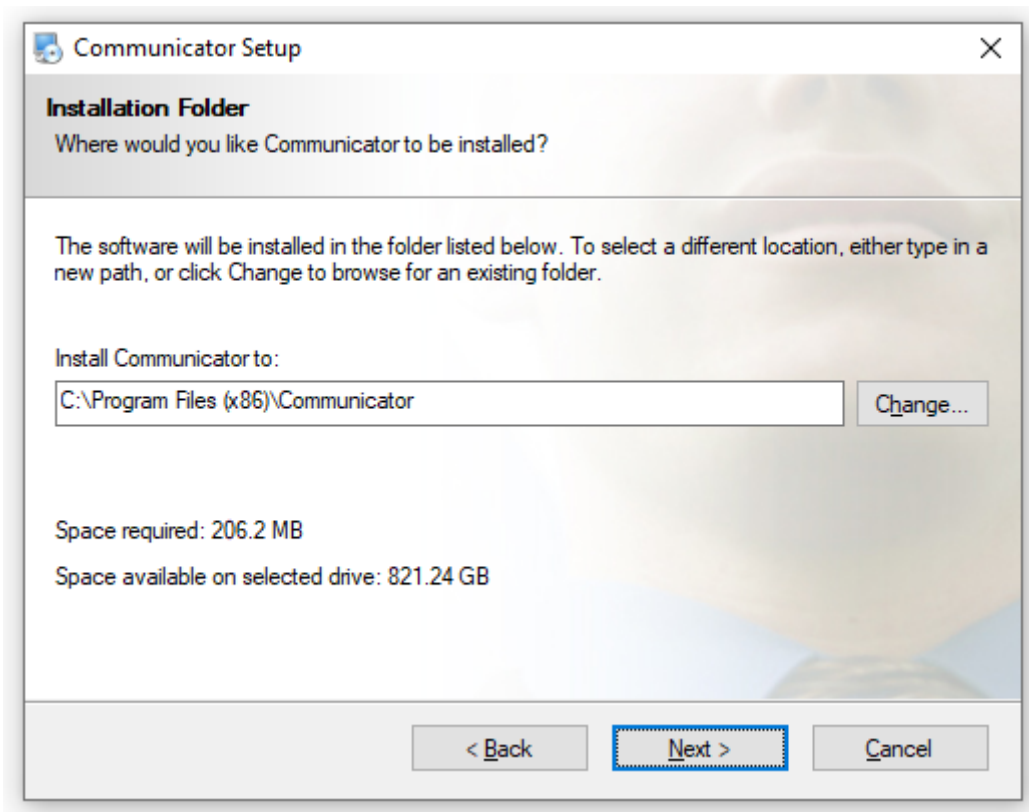 Communicator Setup
Installation Folder
Where would you like Communicator to be installed?
The software will be installed in the folder listed below. To select a different location, either type in a
new path, or click Change to browse for an existing folder.
Install Communicator to:
C:\Program Files (x86)\Communicator
Change...
Space required: 206.2 MB
Space available on selected drive: 821.24 GB
< Back
Next >
Cancel